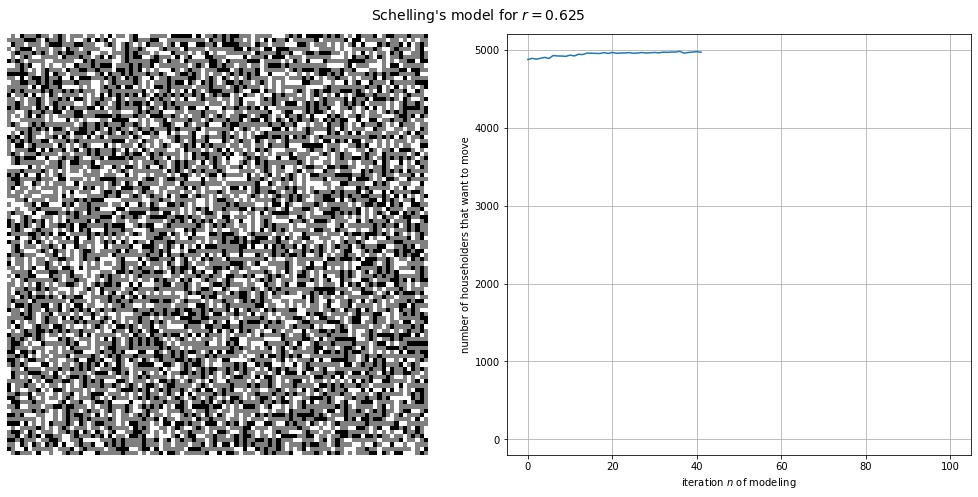 Schelling's model for r = 0.625
number of householders that want to move
5000
4000
3000
2000
1000
0
0 20 40 60 80 100
iteration n of modeling